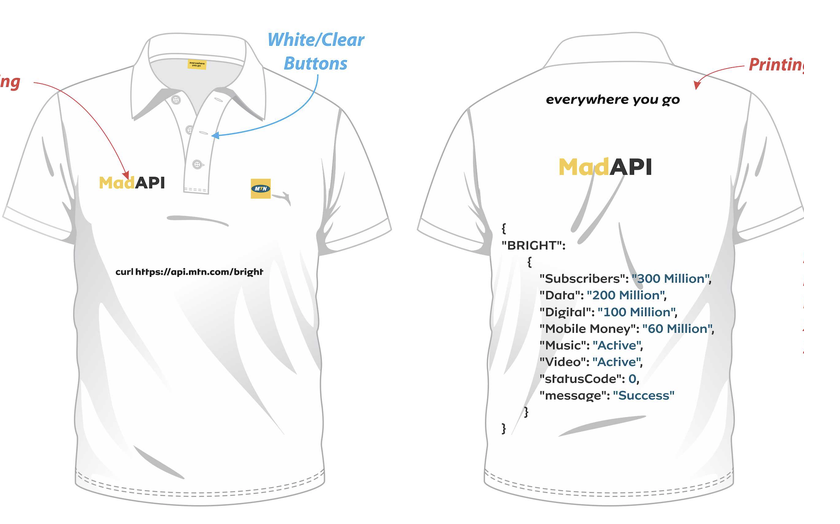 White/Clear
Buttons
MadAPI
MTN
curl https://api.mtn.com/bright
Printing
everywhere you go
MadAPI
{
"BRIGHT":
{
"Subscribers": "300 Million",
"Data": "200 Million",
"Digital": "100 Million",
"Mobile Money": "60 Million",
"Music": "Active",
"Video": "Active",
"statusCode": 0,
"message": "Success"
}
}